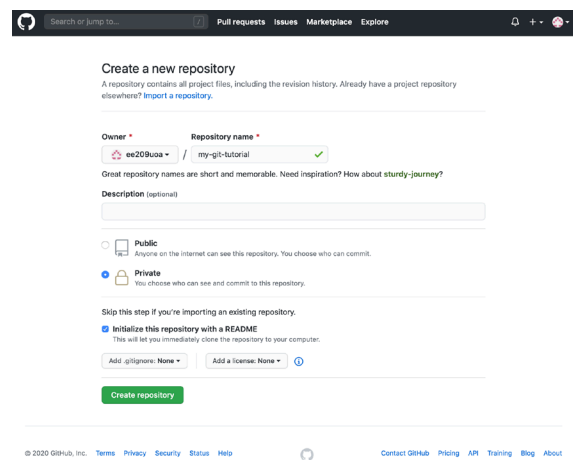 Search or jump to... / Pull requests Issues Marketplace Explore
Create a new repository
A repository contains all project files, including the revision history. Already have a project repository
elsewhere? Import a repository.
Owner * Repository name *
ee209uoa / my-git-tutorial
Great repository names are short and memorable. Need inspiration? How about sturdy-journey?
Description (optional)
Public
Anyone on the internet can see this repository. You choose who can commit.
Private
You choose who can see and commit to this repository.
Skip this step if you're importing an existing repository.
Initialize this repository with a README
This will let you immediately clone the repository to your computer.
Add .gitignore: None Add a license: None
Create repository
© 2020 GitHub, Inc. Terms Privacy Security Status Help Contact GitHub Pricing API Training Blog About